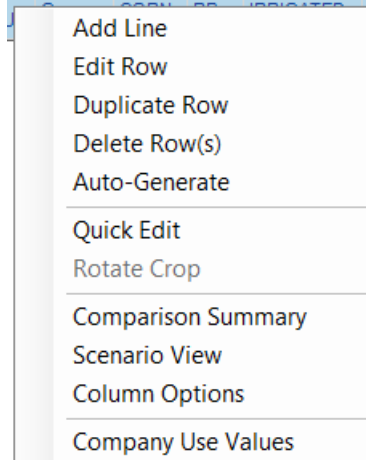 Add Line
Edit Row
Duplicate Row
Delete Row(s)
Auto-Generate
Quick Edit
Rotate Crop
Comparison Summary
Scenario View
Column Options
Company Use Values